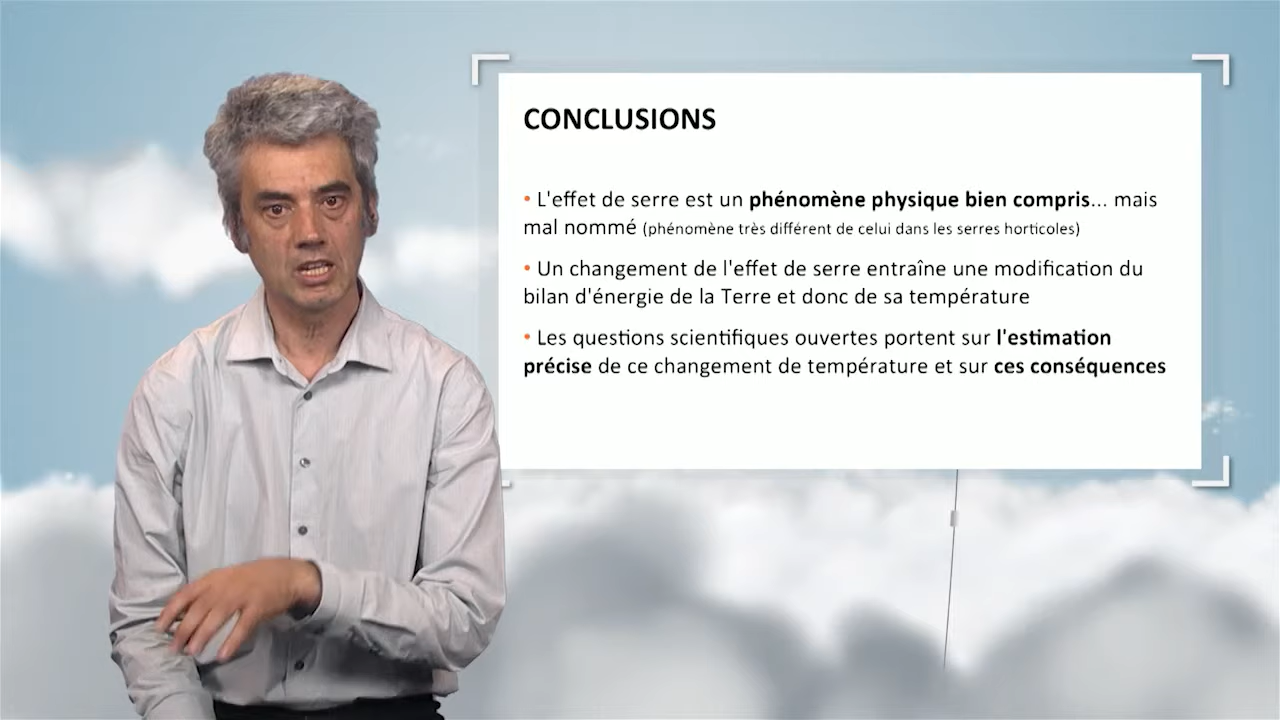 CONCLUSIONS
• L'effet de serre est un phénomène physique bien compris... mais
mal nommé (phénomène très différent de celui dans les serres horticoles)
• Un changement de l'effet de serre entraîne une modification du
bilan d'énergie de la Terre et donc de sa température
• Les questions scientifiques ouvertes portent sur l'estimation
précise de ce changement de température et sur ces conséquences